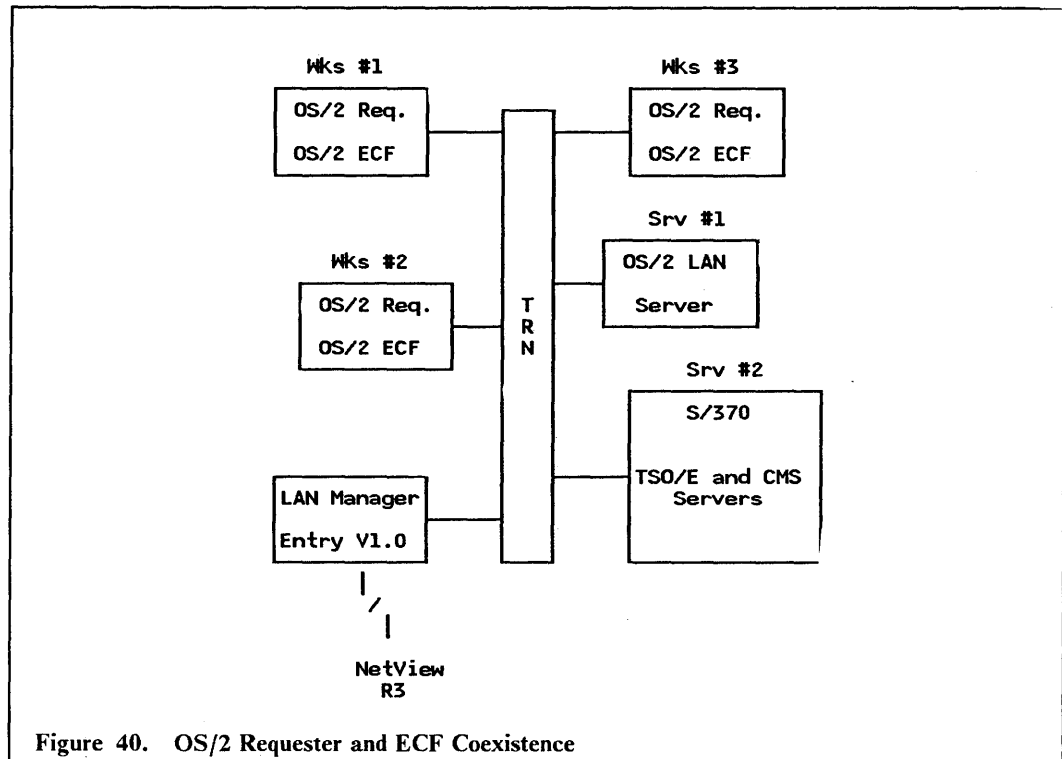 Wks #1
OS/2 Req.
OS/2 ECF
Wks #3
OS/2 Req.
OS/2 ECF
Srv #1
OS/2 LAN
Server
Wks #2
OS/2 Req.
OS/2 ECF
T
R
N
Srv #2
S/370
TSO/E and CMS
Servers
LAN Manager
Entry V1.0
NetView
R3
Figure 40. OS/2 Requester and ECF Coexistence